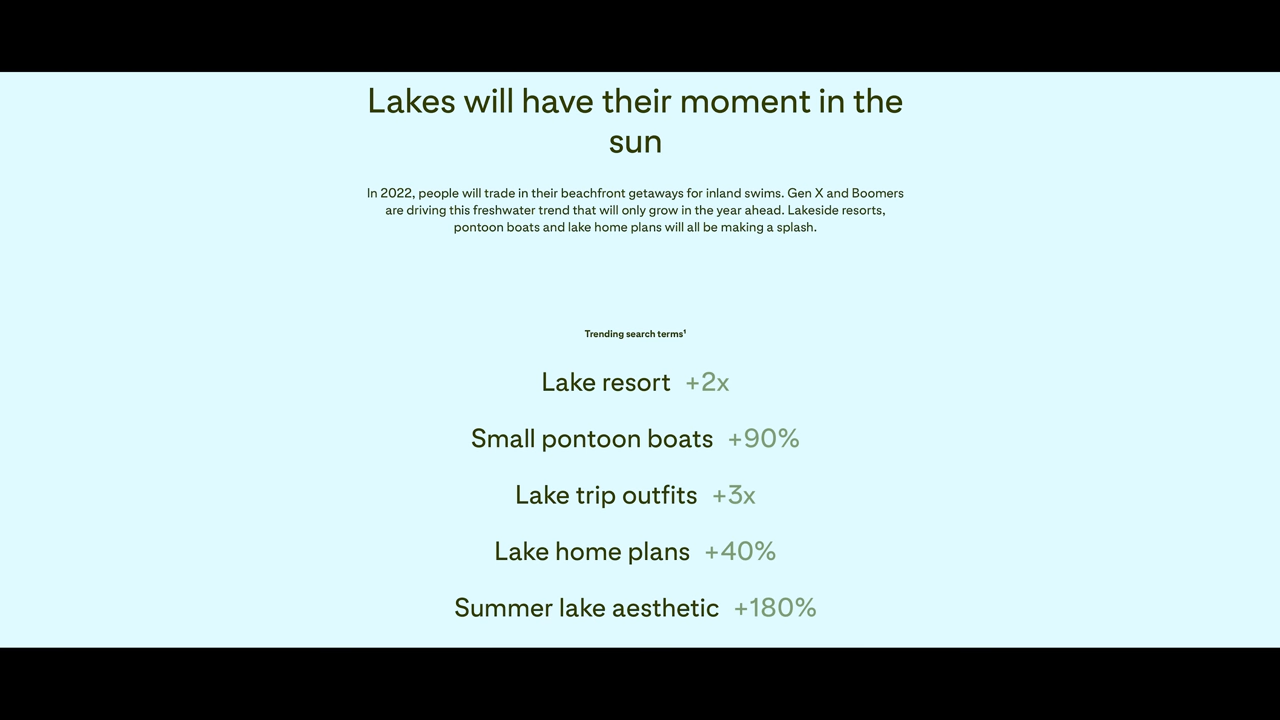 Lakes will have their moment in the
sun
In 2022, people will trade in their beachfront getaways for inland swims. Gen X and Boomers
are driving this freshwater trend that will only grow in the year ahead. Lakeside resorts,
pontoon boats and lake home plans will all be making a splash.
Trending search terms¹
Lake resort +2x
Small pontoon boats +90%
Lake trip outfits +3x
Lake home plans +40%
Summer lake aesthetic +180%